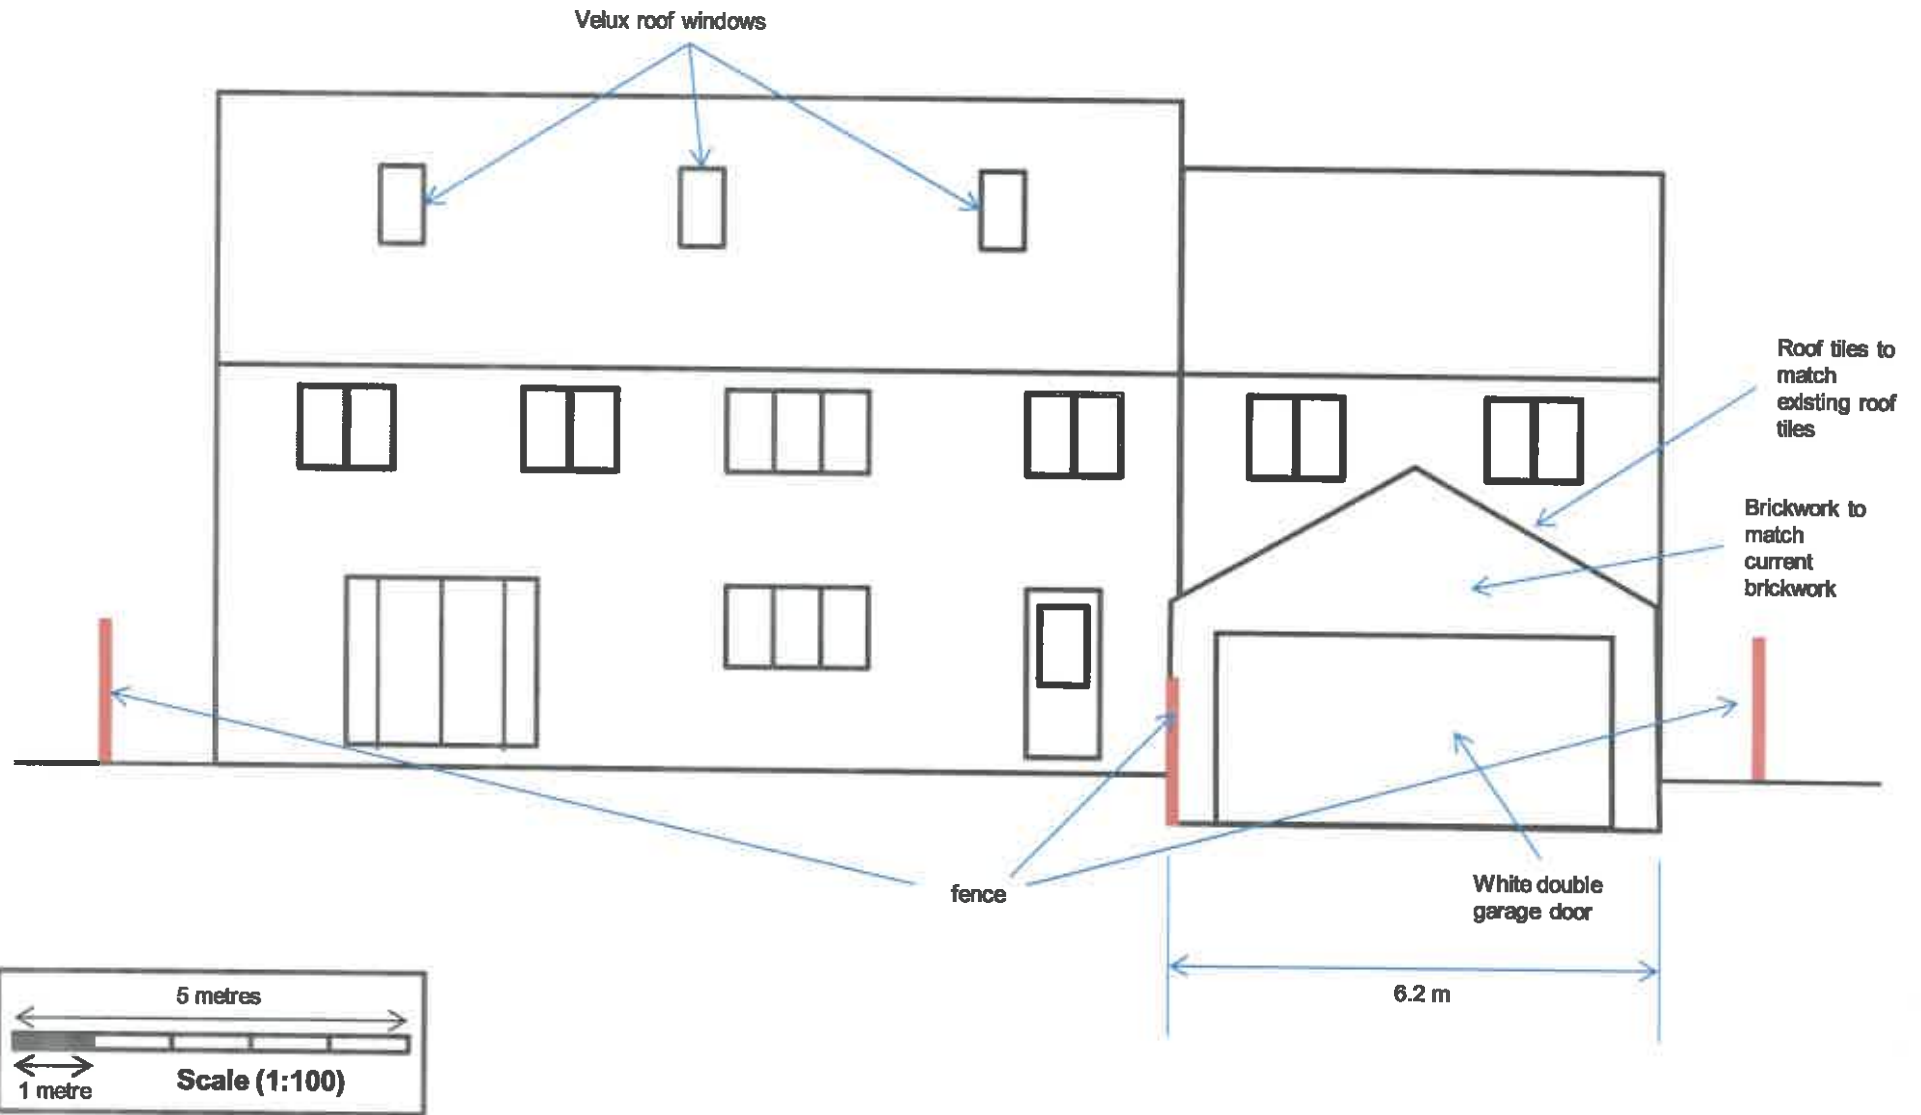 Velux roof windows
Roof tiles to
match
existing roof
tiles
Brickwork to
match
current
brickwork
fence
White double
garage door
6.2 m
5 metres
1 metre
Scale (1:100)